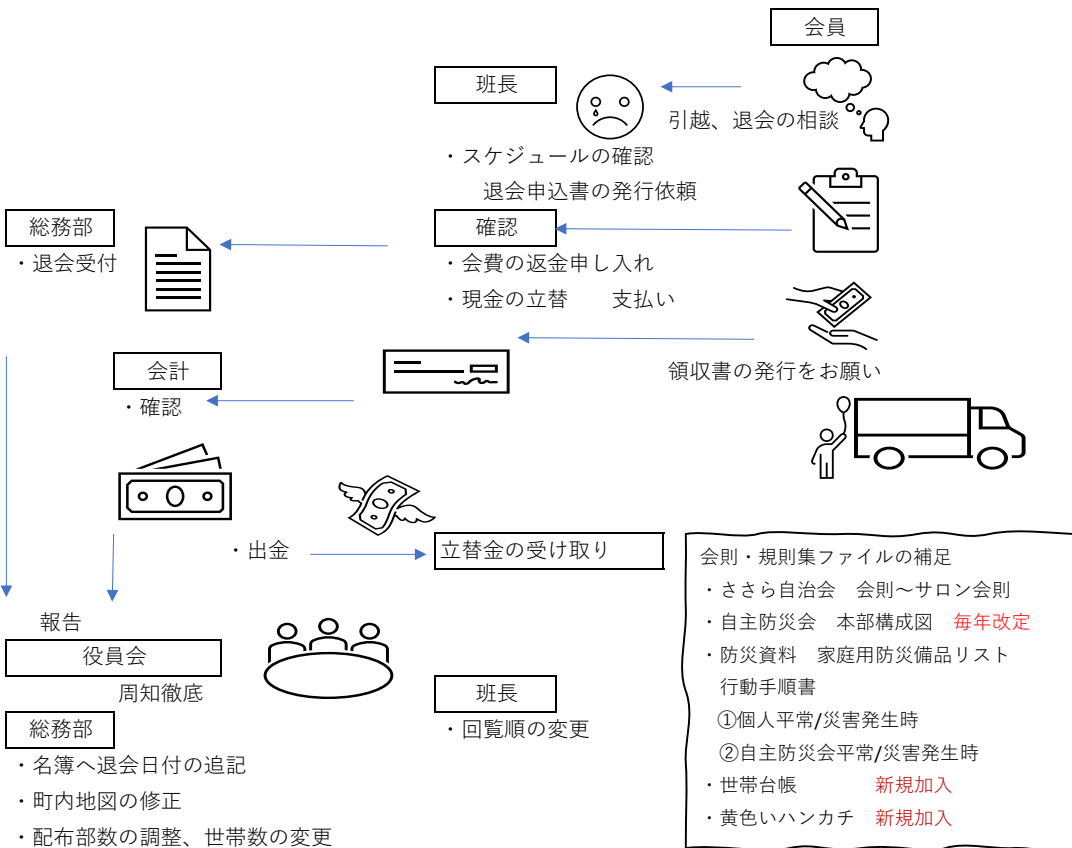 会員
班長
引越、退会の相談
・スケジュールの確認
退会申込書の発行依頼
総務部
確認
・退会受付
・会費の返金申し入れ
・現金の立替　　支払い
領収書の発行をお願い
会計
・確認
・出金
立替金の受け取り
報告
役員会
周知徹底
班長
・回覧順の変更
総務部
・名簿へ退会日付の追記
・町内地図の修正
・配布部数の調整、世帯数の変更
会則・規則集ファイルの補足
・ささら自治会　会則～サロン会則
・自主防災会　本部構成図　毎年改定
・防災資料　家庭用防災備品リスト
行動手順書
①個人平常/災害発生時
②自主防災会平常/災害発生時
・世帯台帳　　　　新規加入
・黄色いハンカチ　新規加入